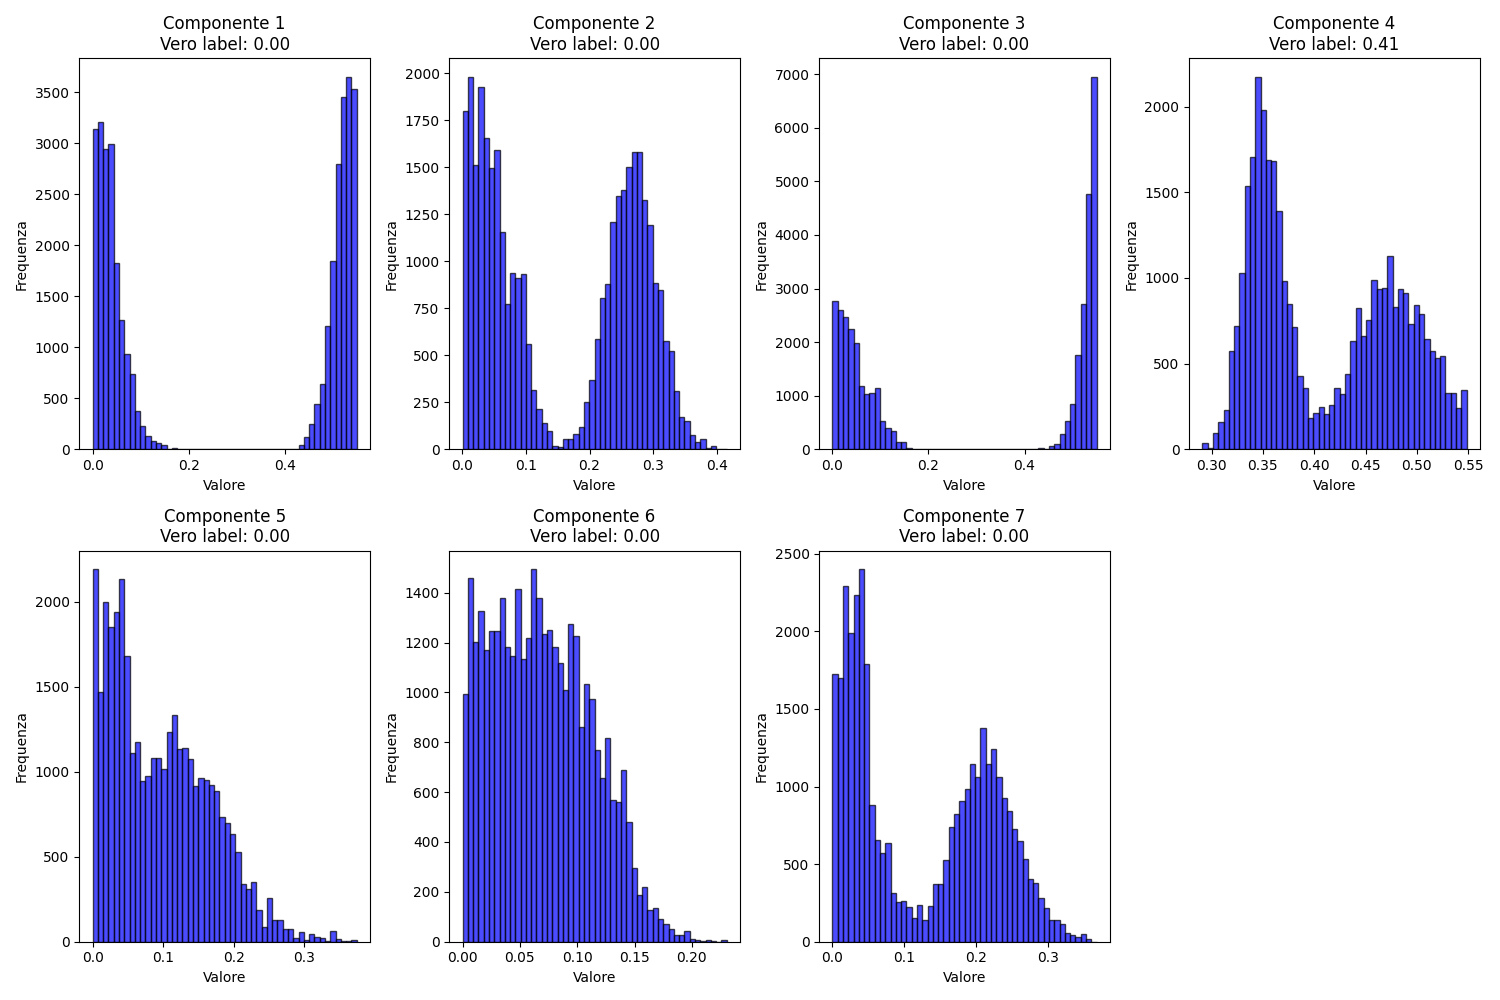 Componente 1
Vero label: 0.00
Componente 2
Vero label: 0.00
Componente 3
Vero label: 0.00
Componente 4
Vero label: 0.41
Frequenza
3500
3000
2500
2000
1500
1000
500
0
0.0 0.2 0.4
Valore
Frequenza
2000
1750
1500
1250
1000
750
500
250
0
0.0 0.1 0.2 0.3 0.4
Valore
Frequenza
7000
6000
5000
4000
3000
2000
1000
0
0.0 0.2 0.4
Valore
Frequenza
2000
1500
1000
500
0
0.30 0.35 0.40 0.45 0.50 0.55
Valore
Componente 5
Vero label: 0.00
Componente 6
Vero label: 0.00
Componente 7
Vero label: 0.00
Frequenza
2000
1500
1000
500
0
0.0 0.1 0.2 0.3
Valore
Frequenza
1400
1200
1000
800
600
400
200
0
0.00 0.05 0.10 0.15 0.20
Valore
Frequenza
2500
2000
1500
1000
500
0
0.0 0.1 0.2 0.3
Valore